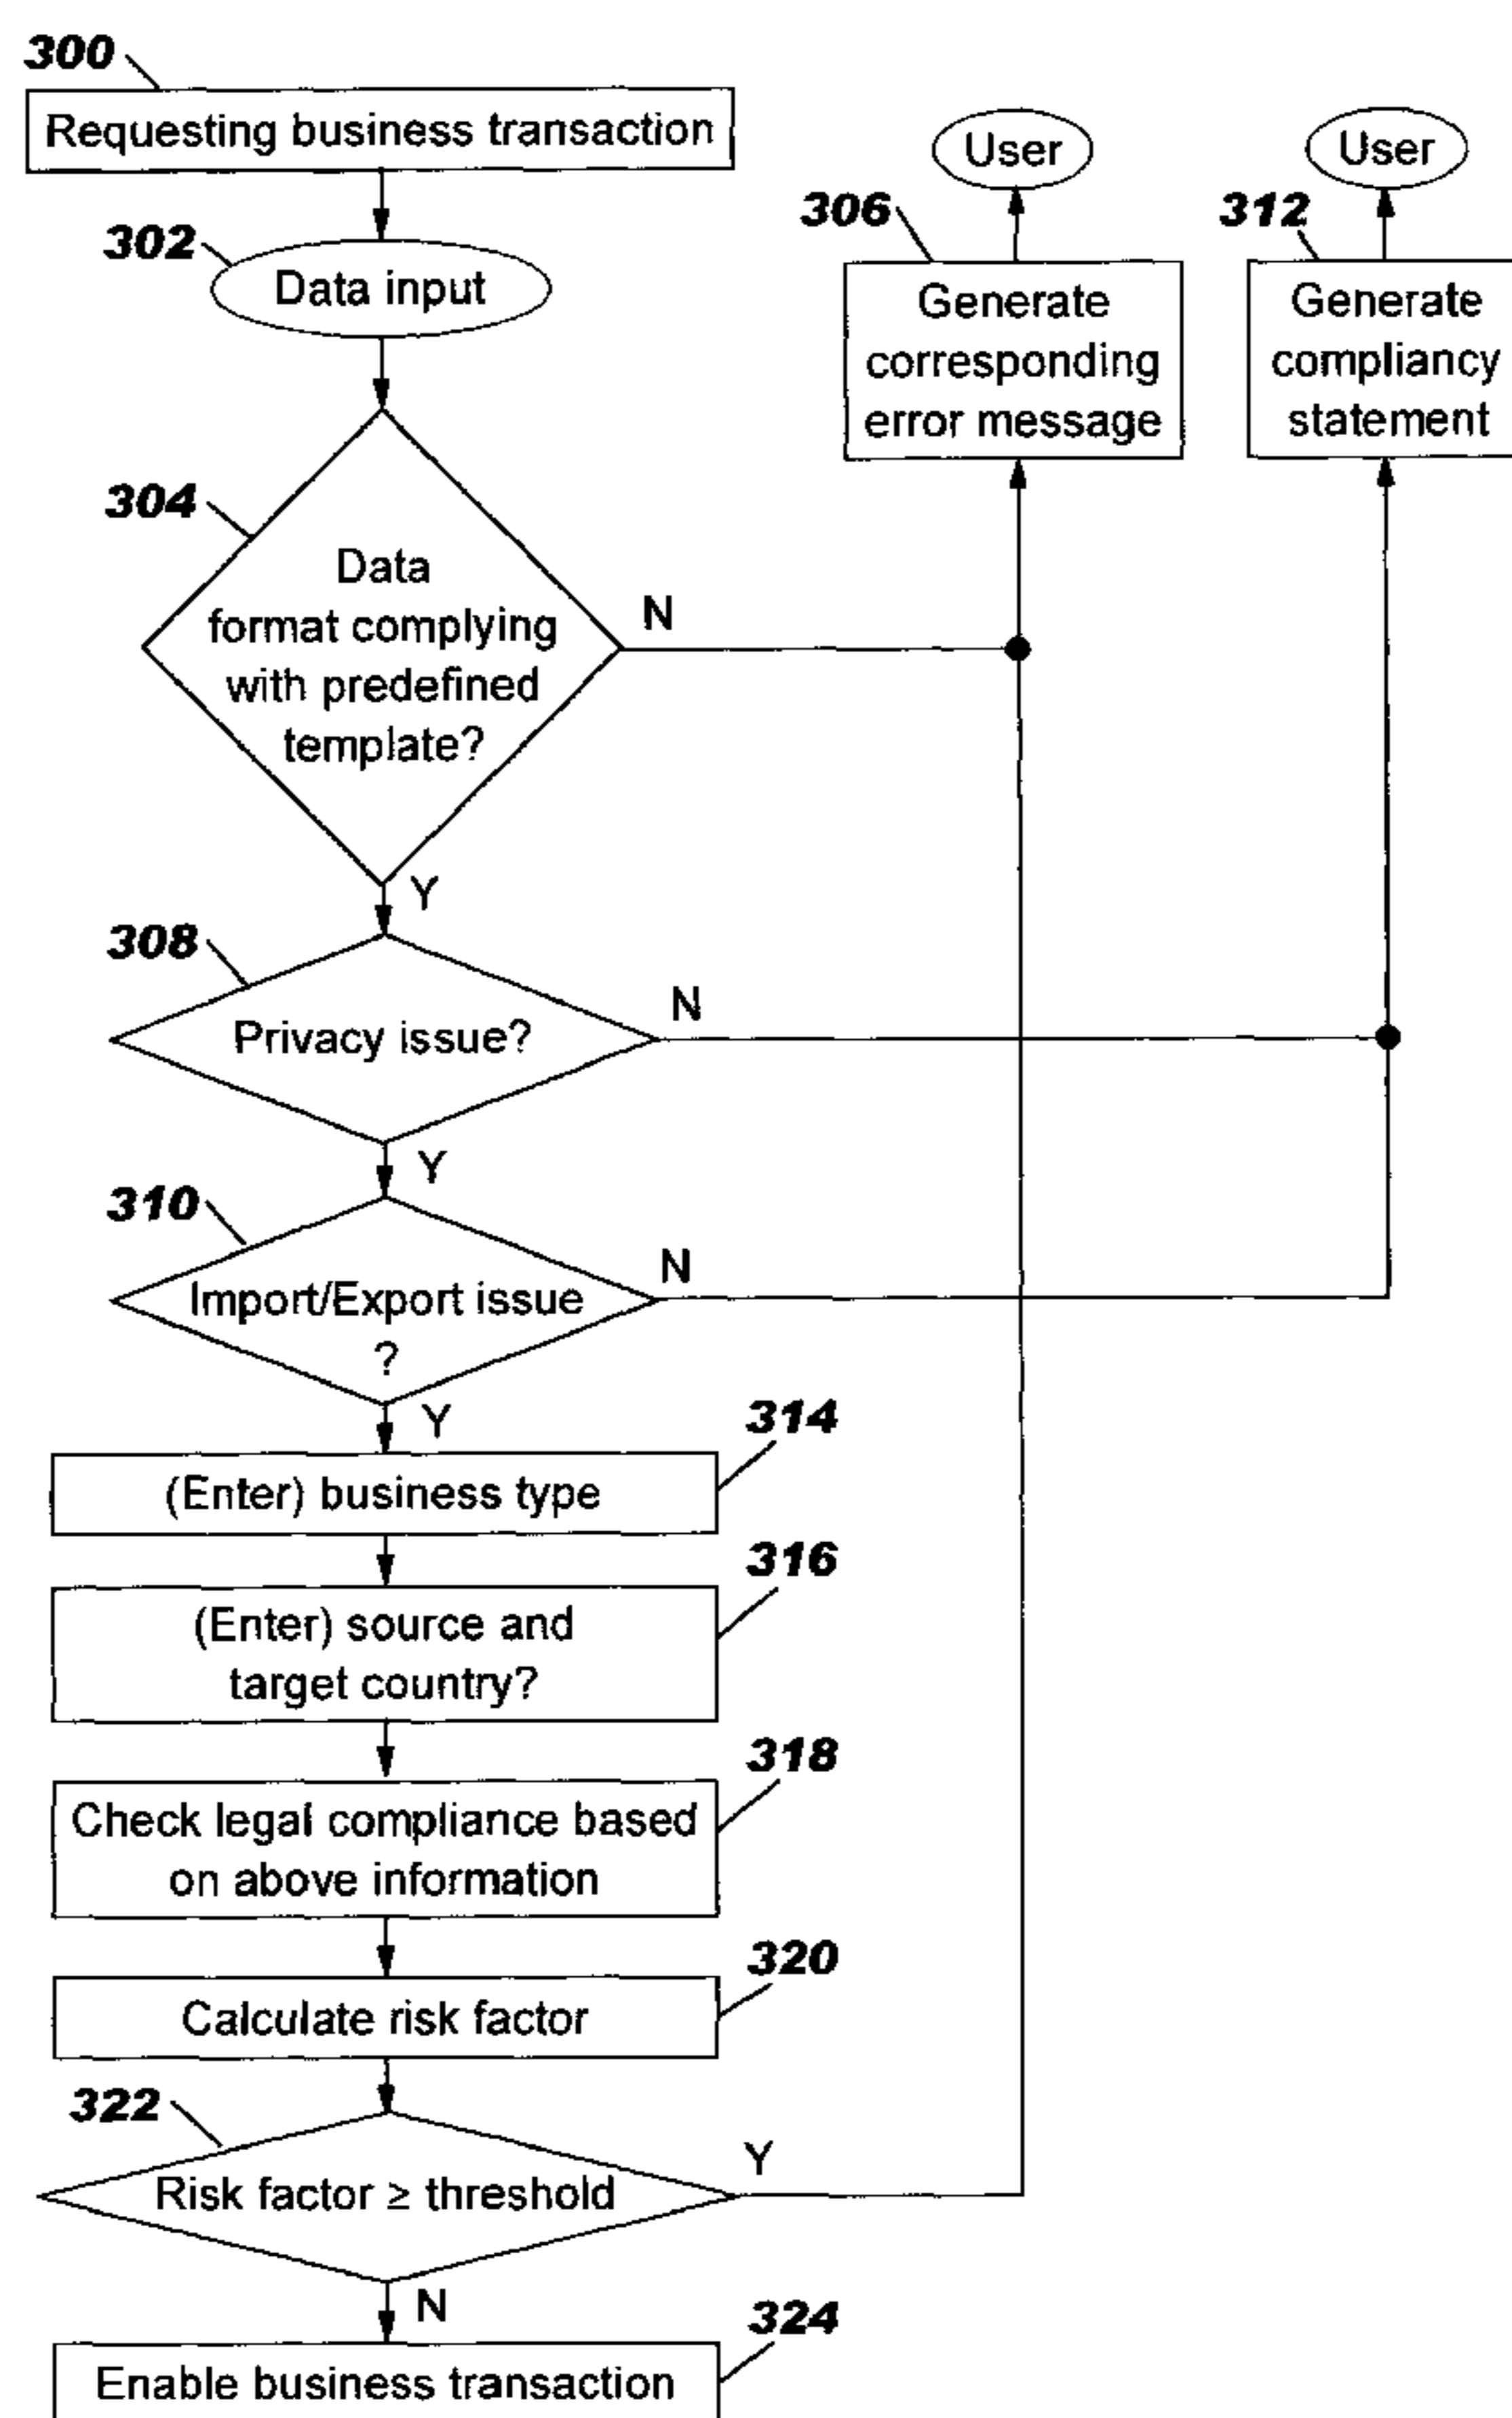 300
Requesting business transaction
302
Data input
304
Data
format complying
with predefined
template?
N
Y
306
Generate
corresponding
error message
User
312
Generate
compliancy
statement
User
308
Privacy issue?
N
Y
310
Import/Export issue
?
N
Y
314
(Enter) business type
316
(Enter) source and
target country?
318
Check legal compliance based
on above information
320
Calculate risk factor
322
Risk factor ≥ threshold
Y
N
324
Enable business transaction